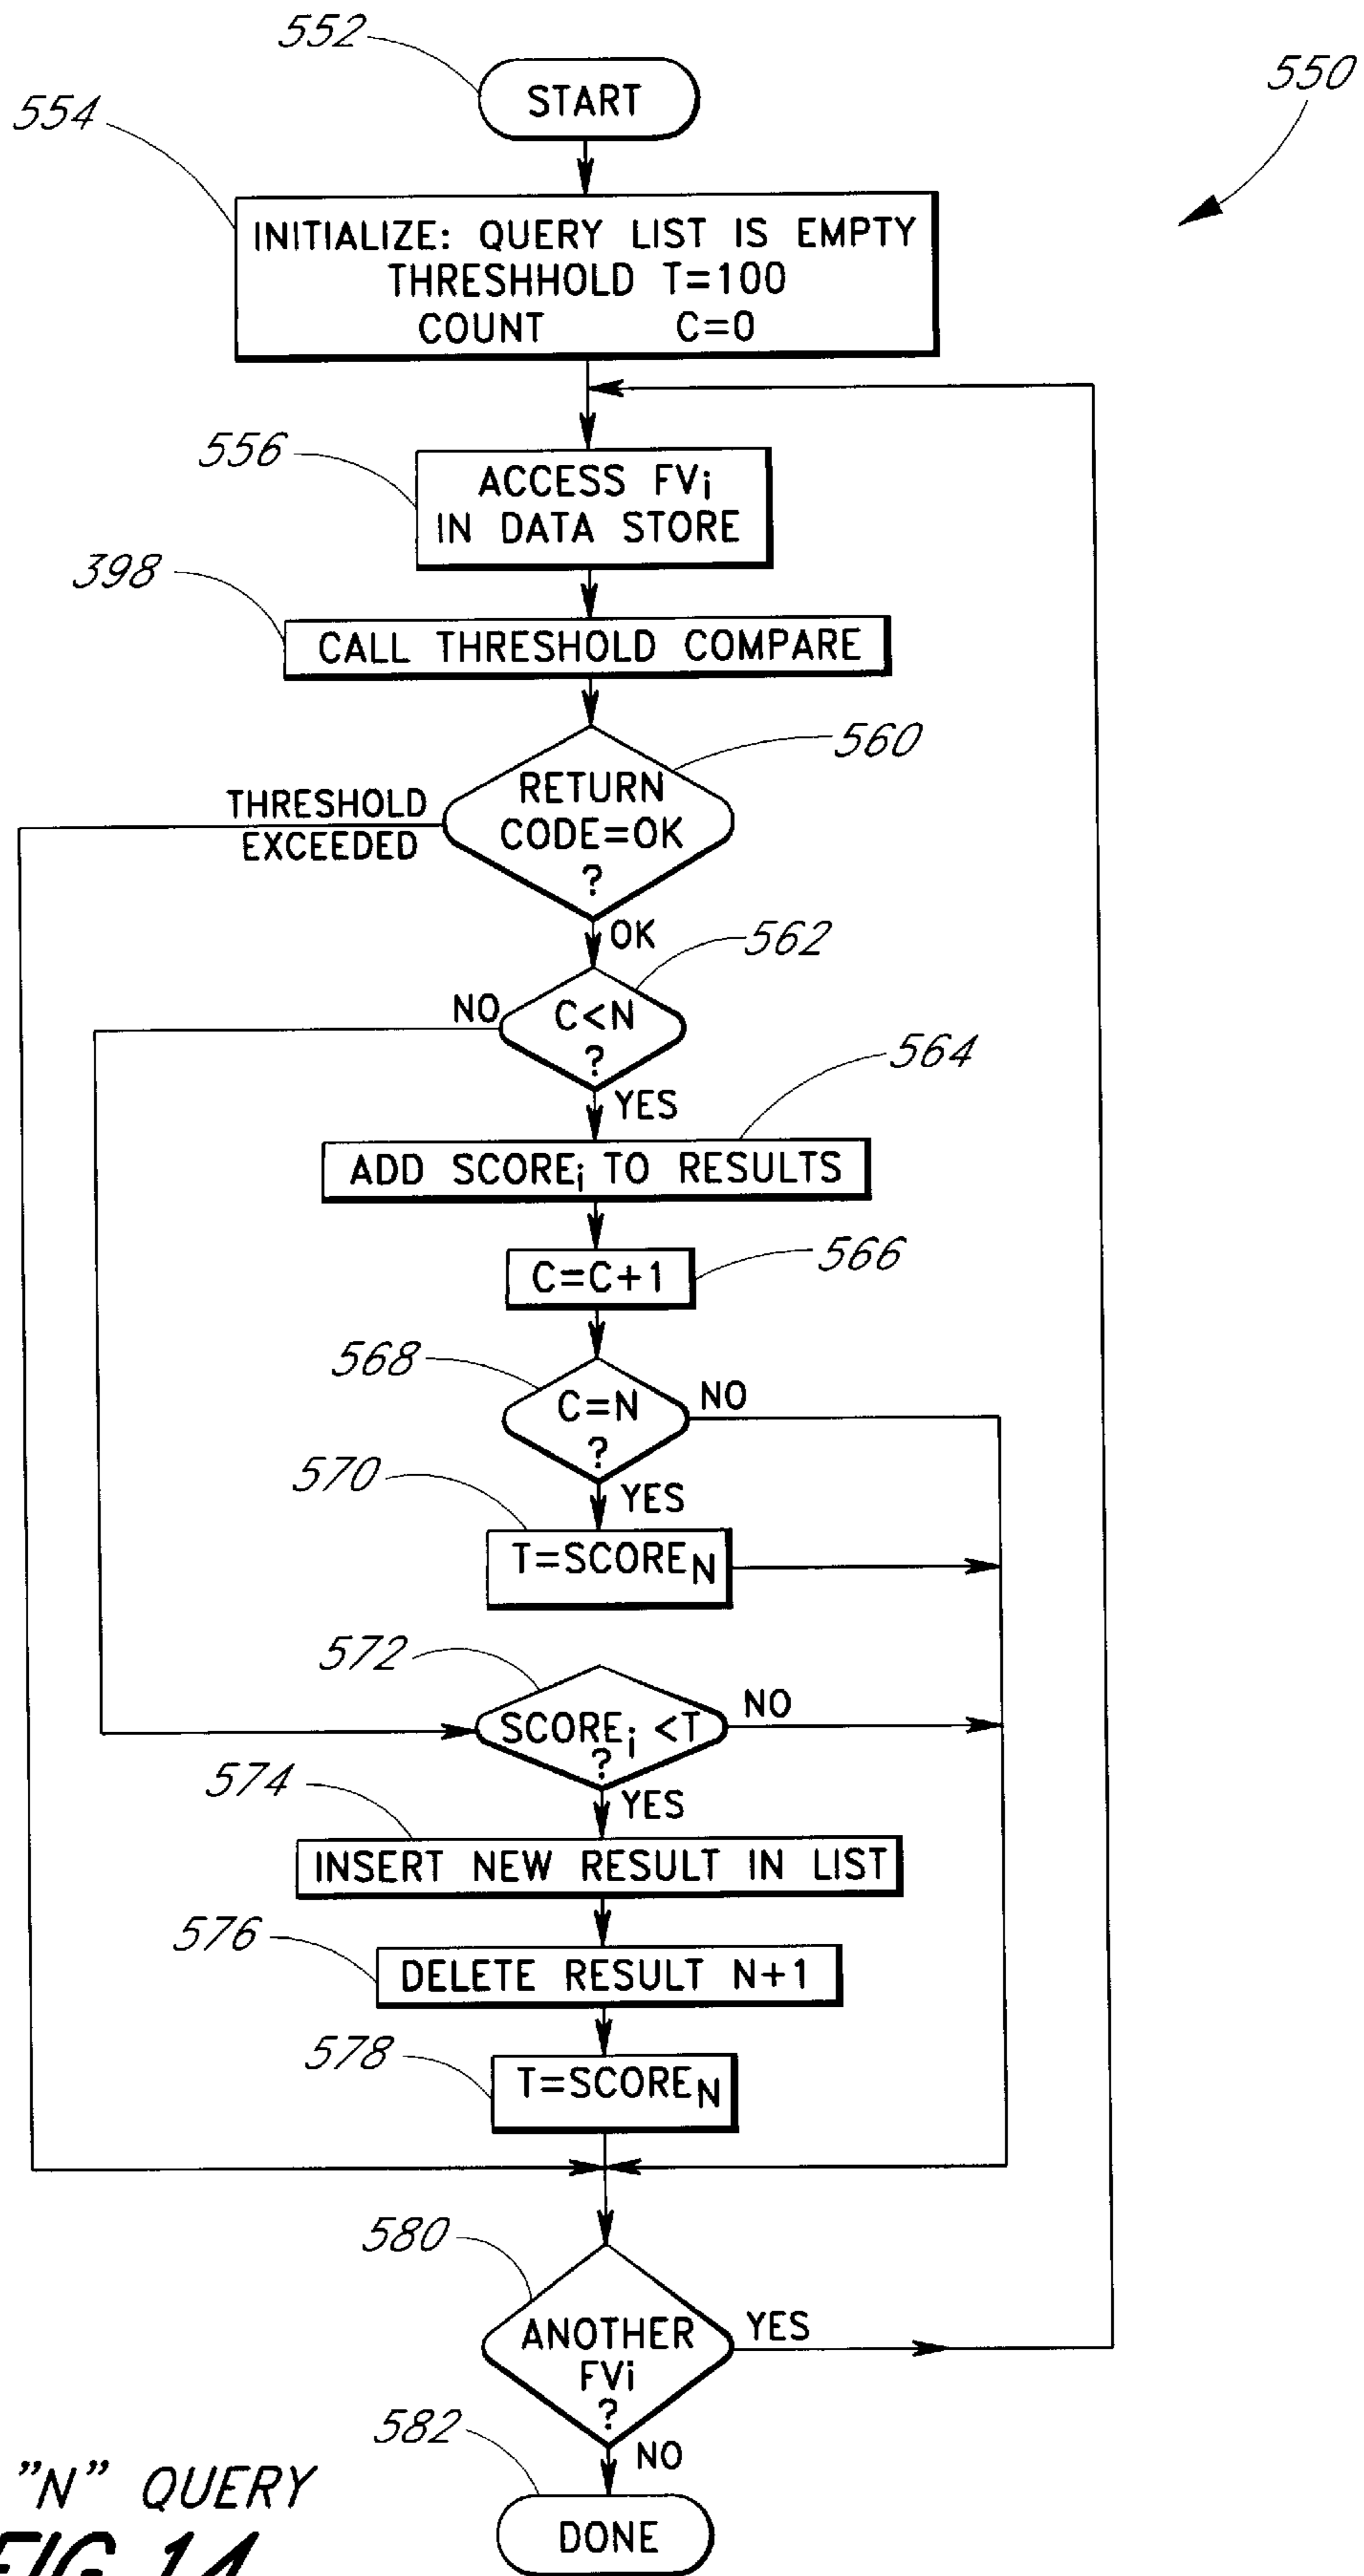 552
START
550
554
INITIALIZE: QUERY LIST IS EMPTY
THRESHHOLD T=100
COUNT C=0
556
ACCESS FVi
IN DATA STORE
398
CALL THRESHOLD COMPARE
560
RETURN
CODE=OK
?
THRESHOLD
EXCEEDED
OK
562
NO
C<N
?
YES
564
ADD SCOREi TO RESULTS
566
C=C+1
568
C=N
?
NO
570
YES
T=SCOREN
572
SCOREi <T
?
NO
574
YES
INSERT NEW RESULT IN LIST
576
DELETE RESULT N+1
578
T=SCOREN
580
ANOTHER
FVi
?
YES
582
NO
DONE
"N" QUERY
FIG. 14